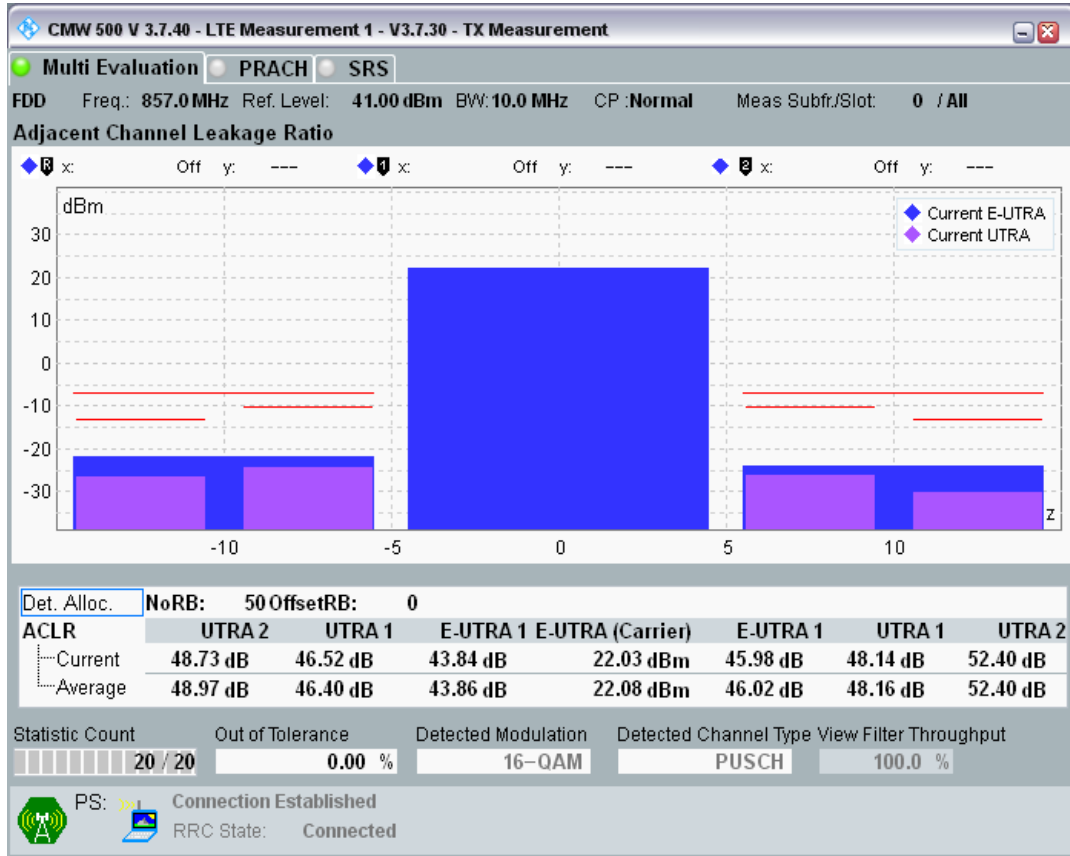 CMW 500 V 3.7.40 - LTE Measurement 1 - V3.7.30 - TX Measurement
Multi Evaluation PRACH SRS
FDD Freq.: 857.0 MHz Ref. Level: 41.00 dBm BW: 10.0 MHz CP :Normal Meas Subfr./Slot: 0 / All
Adjacent Channel Leakage Ratio
R x: Off y: --- 1 x: Off y: --- 2 x: Off y: ---
dBm
Current E-UTRA
Current UTRA
30
20
10
0
-10
-20
-30
z
-10 -5 0 5 10
Det. Alloc. NoRB: 50 OffsetRB: 0
ACLR UTRA 2 UTRA 1 E-UTRA 1 E-UTRA (Carrier) E-UTRA 1 UTRA 1 UTRA 2
Current 48.73 dB 46.52 dB 43.84 dB 22.03 dBm 45.98 dB 48.14 dB 52.40 dB
Average 48.97 dB 46.40 dB 43.86 dB 22.08 dBm 46.02 dB 48.16 dB 52.40 dB
Statistic Count Out of Tolerance Detected Modulation Detected Channel Type View Filter Throughput
20 / 20 0.00 % 16-QAM PUSCH 100.0 %
PS: Connection Established
RRC State: Connected